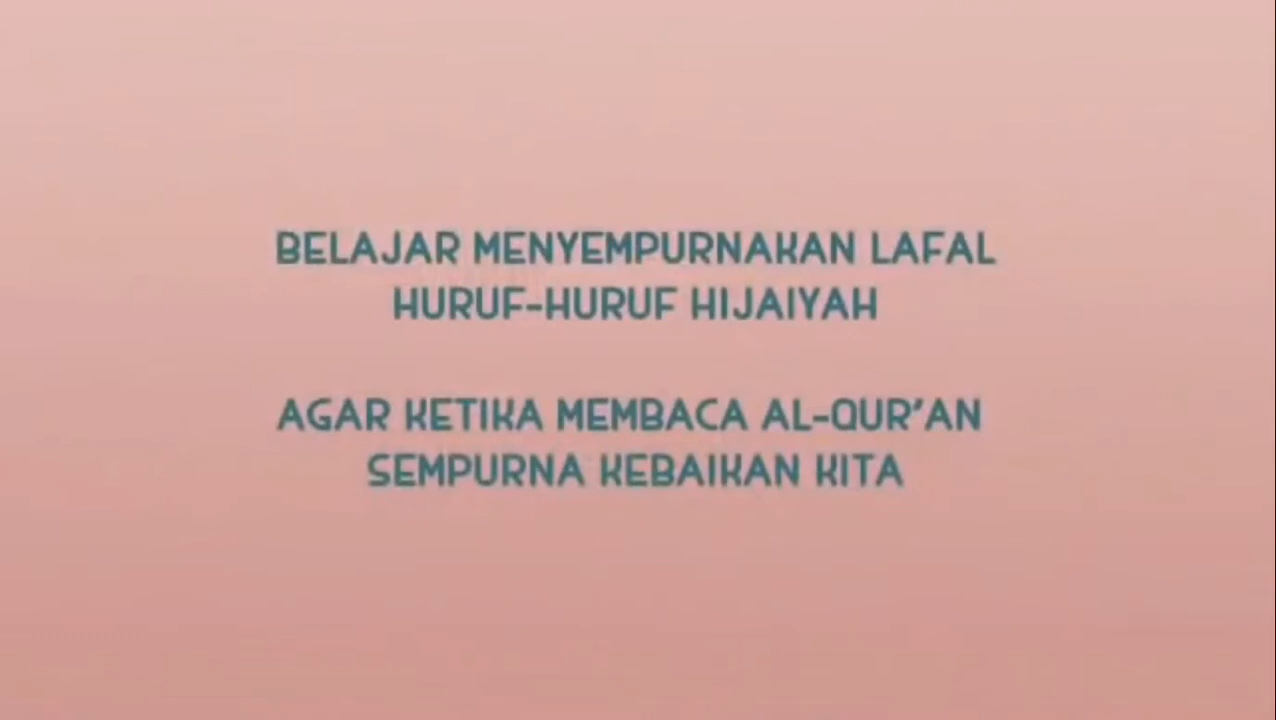 BELAJAR MENYEMPURNAKAN LAFAL
HURUF-HURUF HIJAIYAH
AGAR KETIKA MEMBACA AL-QUR'AN
SEMPURNA KEBAIKAN KITA